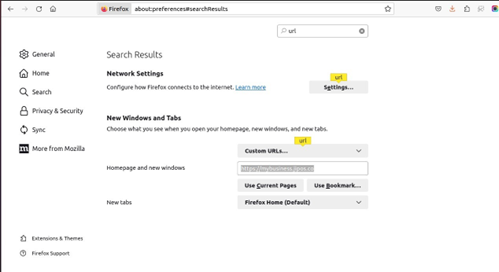 Firefox
about:preferences#searchResults
url
General
Home
Search
Privacy & Security
Sync
More from Mozilla
Extensions & Themes
Firefox Support
Search Results
Network Settings
Configure how Firefox connects to the internet. Learn more
url
Settings...
New Windows and Tabs
Choose what you see when you open your homepage, new windows, and new tabs.
url
Custom URLs...
Homepage and new windows
Use Current Pages
Use Bookmark...
New tabs
Firefox Home (Default)